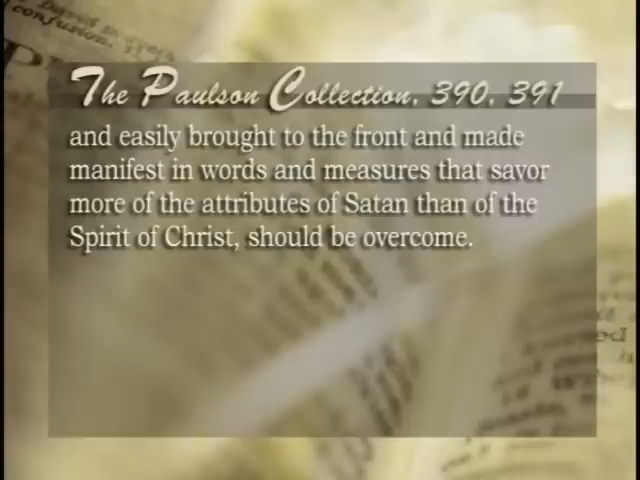 The Paulson Collection, 390, 391
and easily brought to the front and made
manifest in words and measures that savor
more of the attributes of Satan than of the
Spirit of Christ, should be overcome.
confusion.